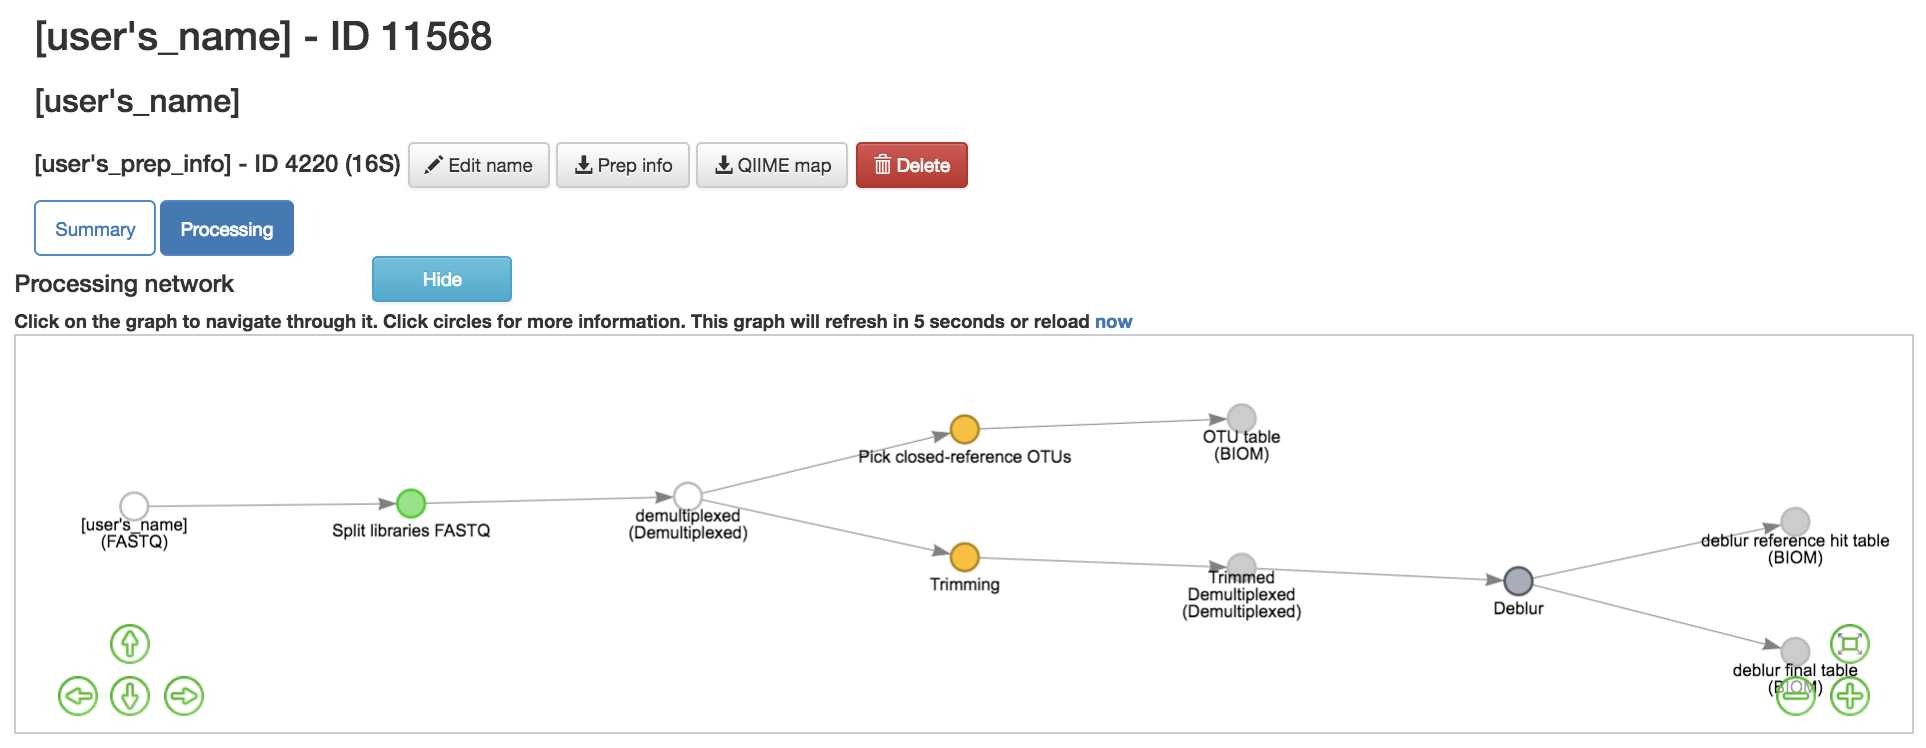 [user's_name] - ID 11568
[user's_name]
[user's_prep_info] - ID 4220 (16S) Edit name Prep info QIIME map Delete
Summary Processing
Processing network Hide
Click on the graph to navigate through it. Click circles for more information. This graph will refresh in 5 seconds or reload now
[user's_name]
(FASTQ)
Split libraries FASTQ
demultiplexed
(Demultiplexed)
Pick closed-reference OTUs
OTU table
(BIOM)
Trimming
Trimmed
Demultiplexed
(Demultiplexed)
Deblur
deblur reference hit table
(BIOM)
deblur final table
(BIOM)